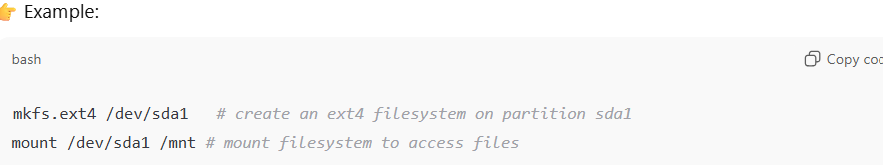 👉 Example:
bash
Copy coc
mkfs.ext4 /dev/sda1   # create an ext4 filesystem on partition sda1
mount /dev/sda1 /mnt # mount filesystem to access files